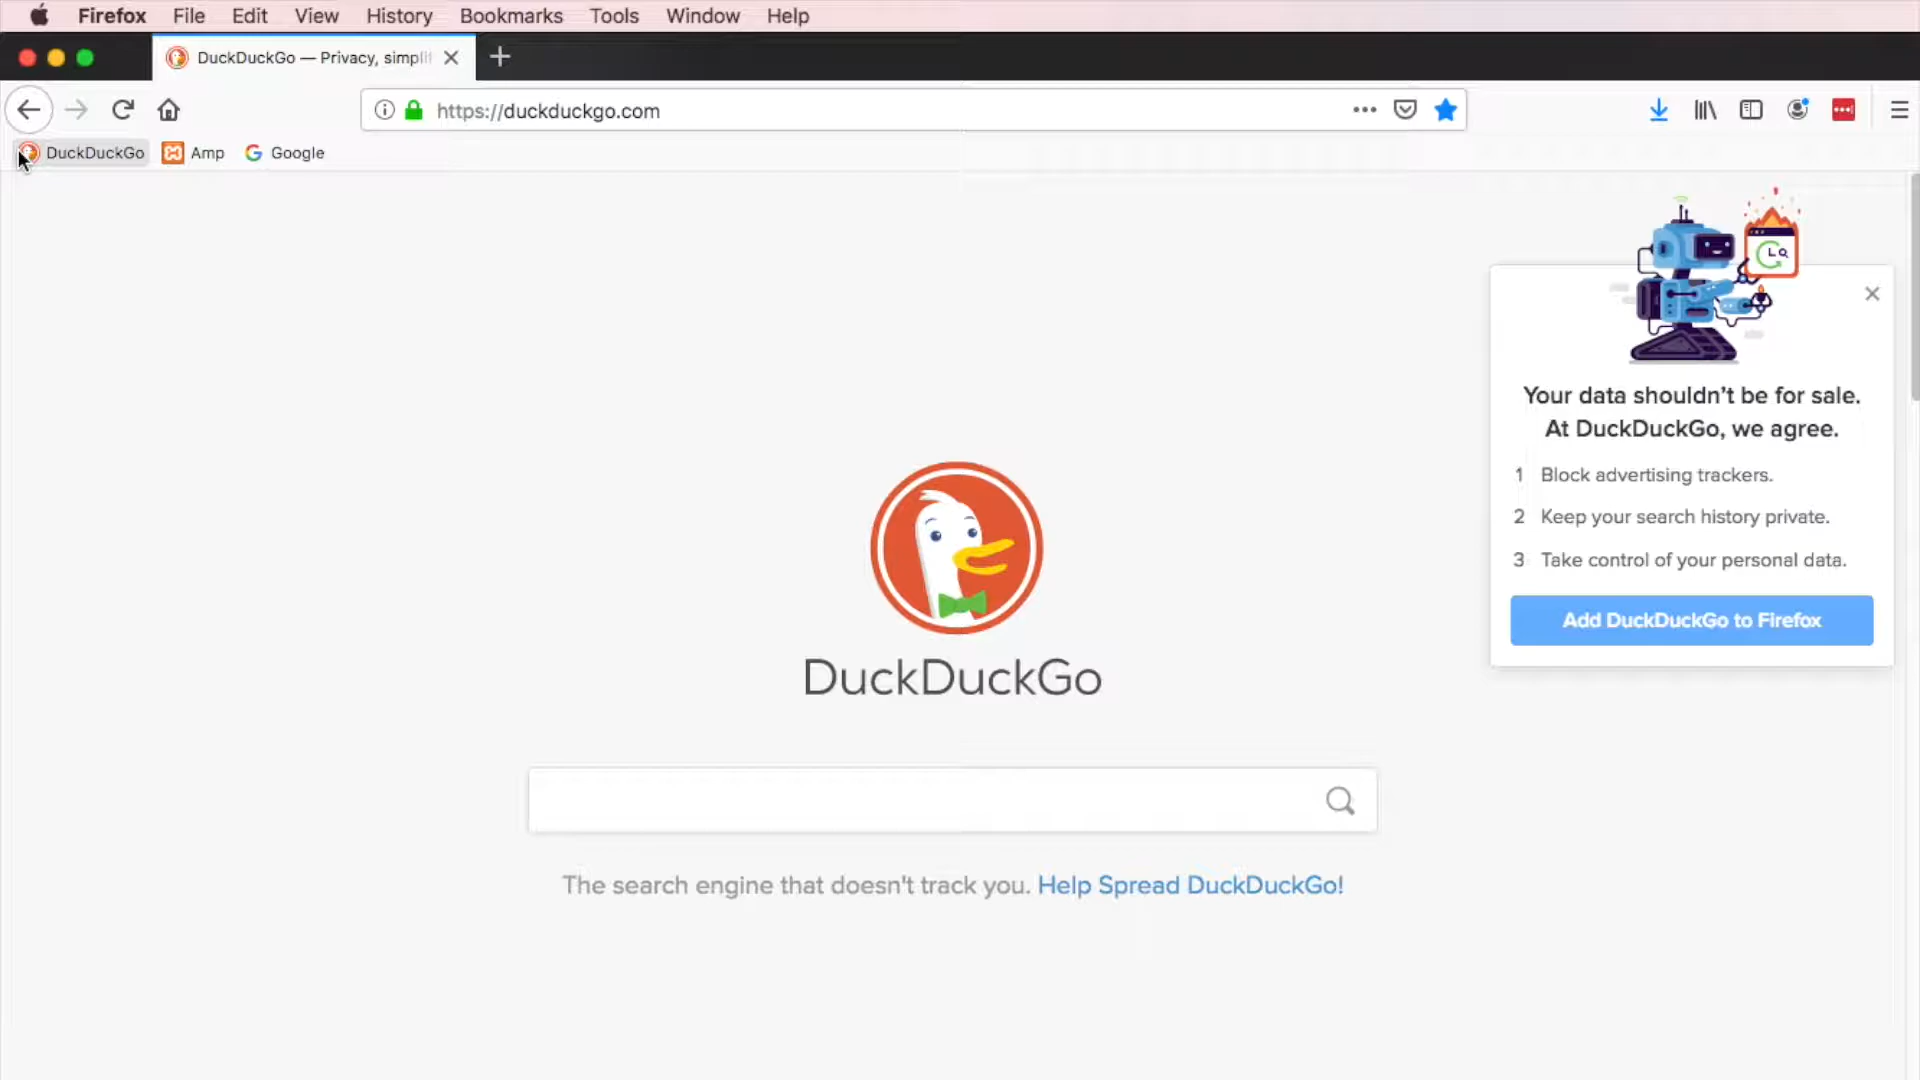 Firefox File Edit View History Bookmarks Tools Window Help
DuckDuckGo — Privacy, simpli
https://duckduckgo.com
DuckDuckGo Amp Google
Your data shouldn't be for sale.
At DuckDuckGo, we agree.
1 Block advertising trackers.
2 Keep your search history private.
3 Take control of your personal data.
Add DuckDuckGo to Firefox
DuckDuckGo
The search engine that doesn't track you. Help Spread DuckDuckGo!